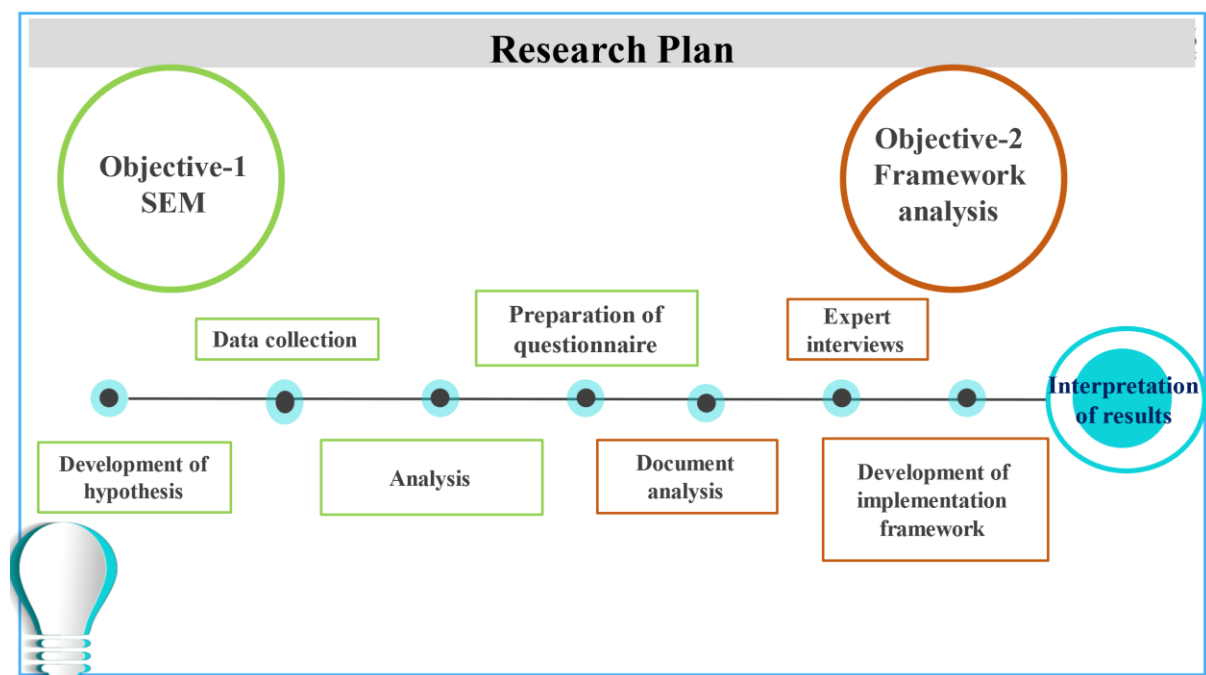 Research Plan
Objective-1
SEM
Objective-2
Framework
analysis
Data collection
Preparation of
questionnaire
Expert
interviews
Interpretation
of results
Development of
hypothesis
Analysis
Document
analysis
Development of
implementation
framework